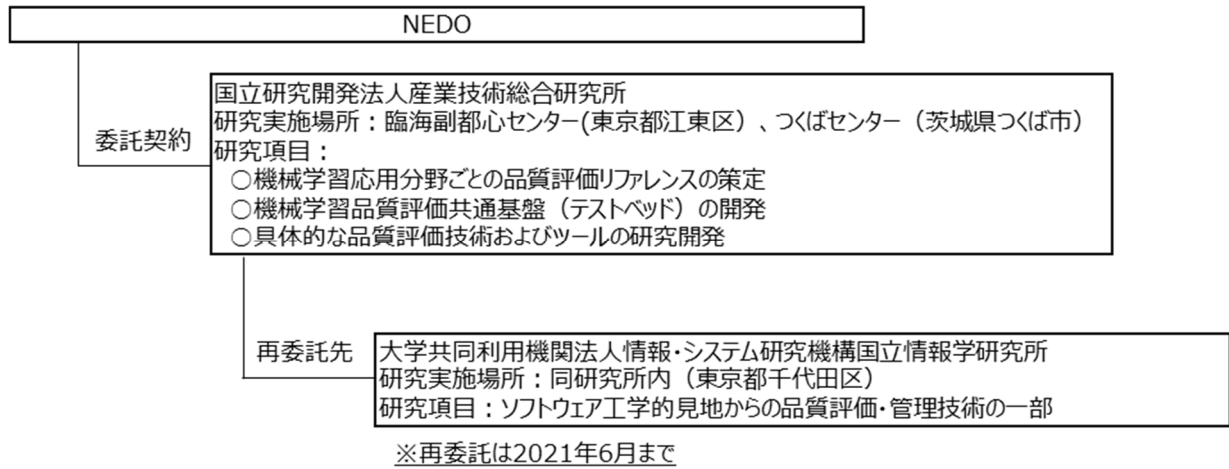 NEDO
国立研究開発法人産業技術総合研究所
研究実施場所：臨海副都心センター(東京都江東区）、つくばセンター（茨城県つくば市）
委託契約
研究項目：
○機械学習応用分野ごとの品質評価リファレンスの策定
○機械学習品質評価共通基盤（テストベッド）の開発
○具体的な品質評価技術およびツールの研究開発
再委託先
大学共同利用機関法人情報・システム研究機構国立情報学研究所
研究実施場所：同研究所内（東京都千代田区）
研究項目：ソフトウェア工学的見地からの品質評価・管理技術の一部
※再委託は2021年6月まで